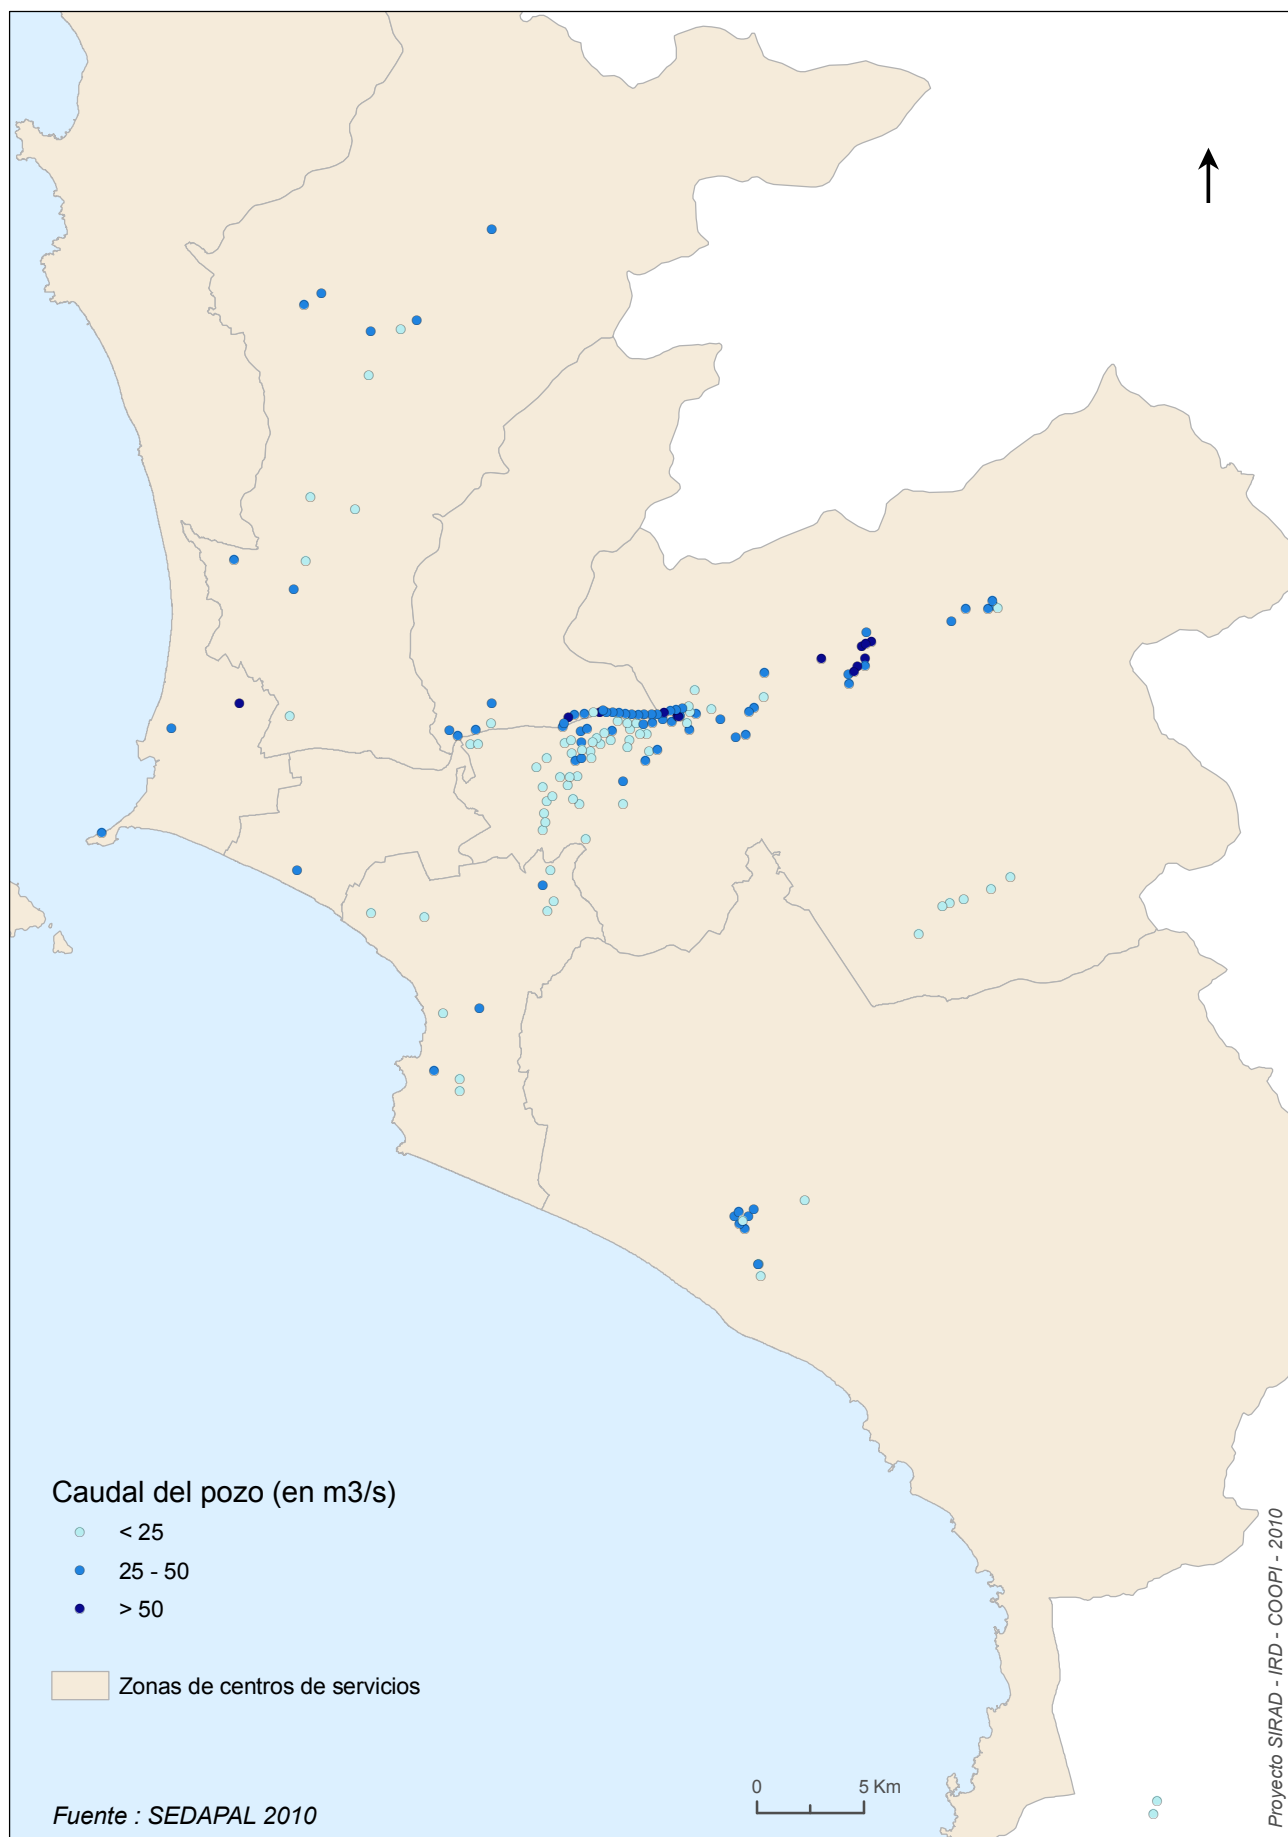 Caudal del pozo (en m3/s)
< 25
25 - 50
> 50
Zonas de centros de servicios
Fuente : SEDAPAL 2010
0 5 Km
Proyecto SIRAD - IRD - COOPI - 2010